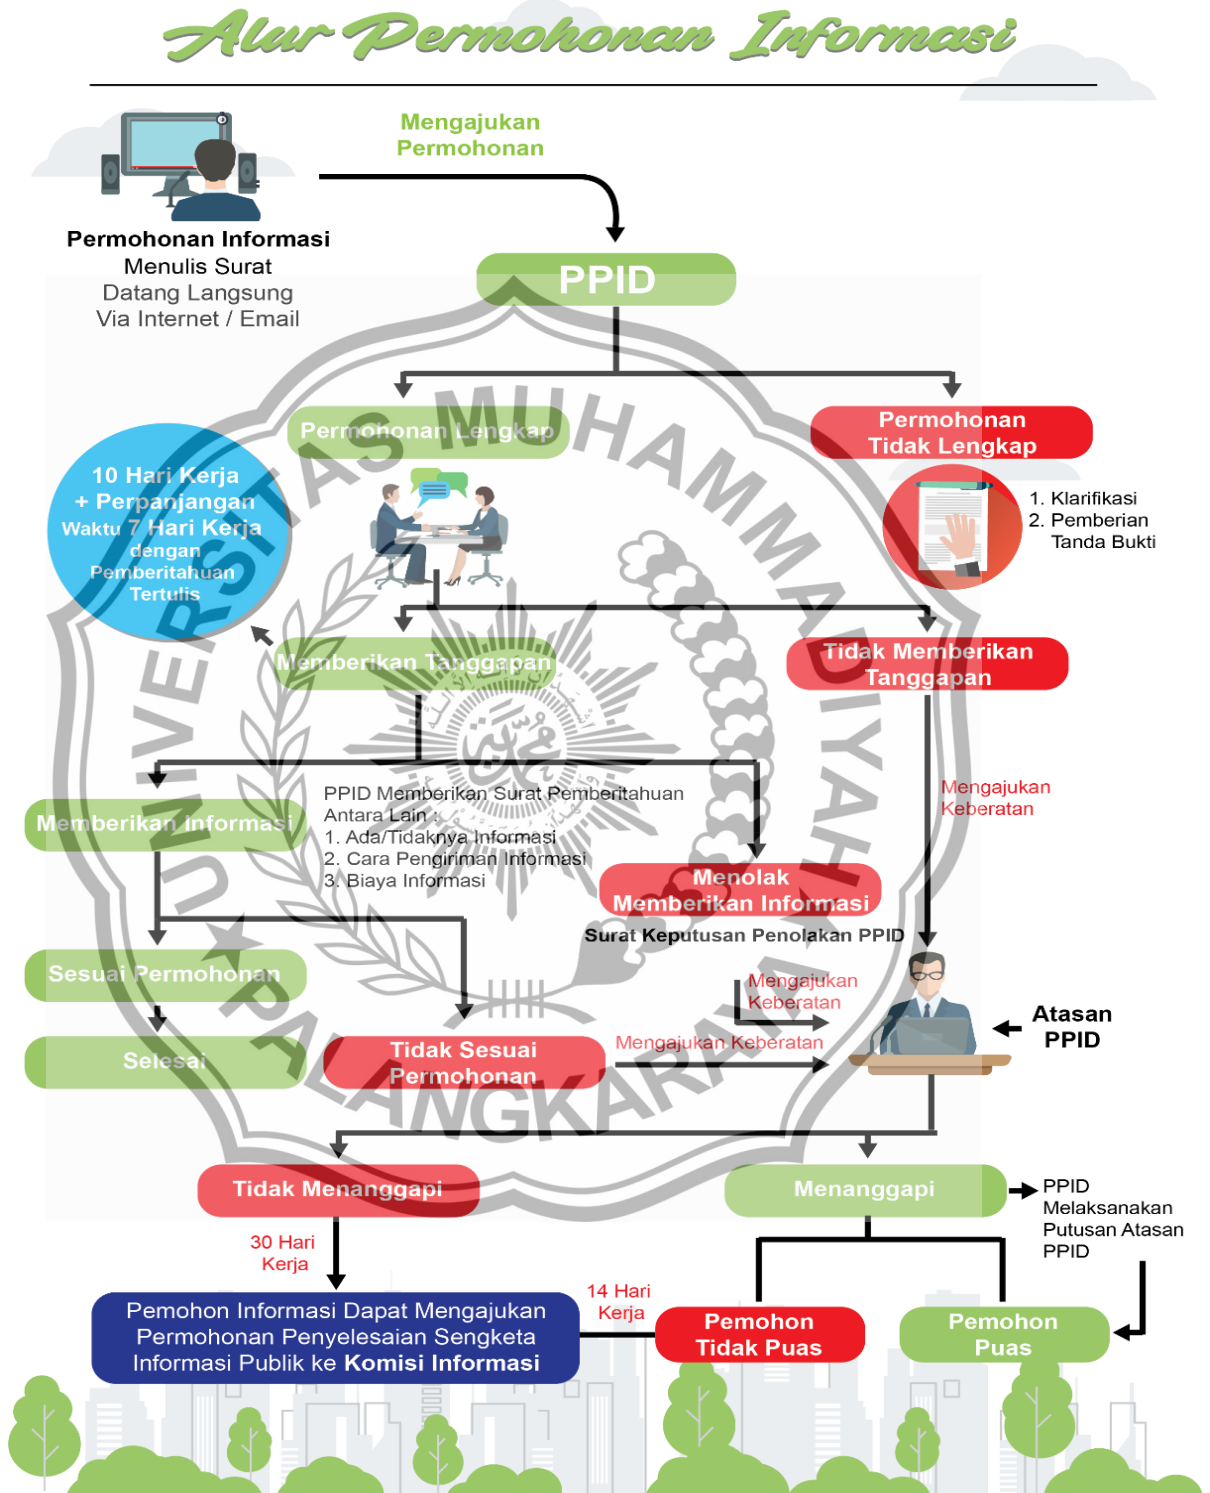 Alur Permohonan Informasi
Mengajukan
Permohonan
Permohonan Informasi
Menulis Surat
Datang Langsung
Via Internet / Email
PPID
Permohonan Lengkap
Permohonan
Tidak Lengkap
10 Hari Kerja
+ Perpanjangan
Waktu 7 Hari Kerja
dengan
Pemberitahuan
Tertulis
1. Klarifikasi
2. Pemberian
Tanda Bukti
Memberikan Tanggapan
Tidak Memberikan
Tanggapan
Mengajukan
Keberatan
Memberikan Informasi
PPID Memberikan Surat Pemberitahuan
Antara Lain :
1. Ada/Tidaknya Informasi
2. Cara Pengiriman Informasi
3. Biaya Informasi
Menolak
Memberikan Informasi
Surat Keputusan Penolakan PPID
Sesuai Permohonan
Mengajukan
Keberatan
Atasan
PPID
Selesai
Tidak Sesuai
Permohonan
Mengajukan Keberatan
Tidak Menanggapi
Menanggapi
PPID
Melaksanakan
Putusan Atasan
PPID
30 Hari
Kerja
14 Hari
Kerja
Pemohon Informasi Dapat Mengajukan
Permohonan Penyelesaian Sengketa
Informasi Publik ke Komisi Informasi
Pemohon
Tidak Puas
Pemohon
Puas
UNIVERSITAS MUHAMMADIYAH
PALANGKARAYA